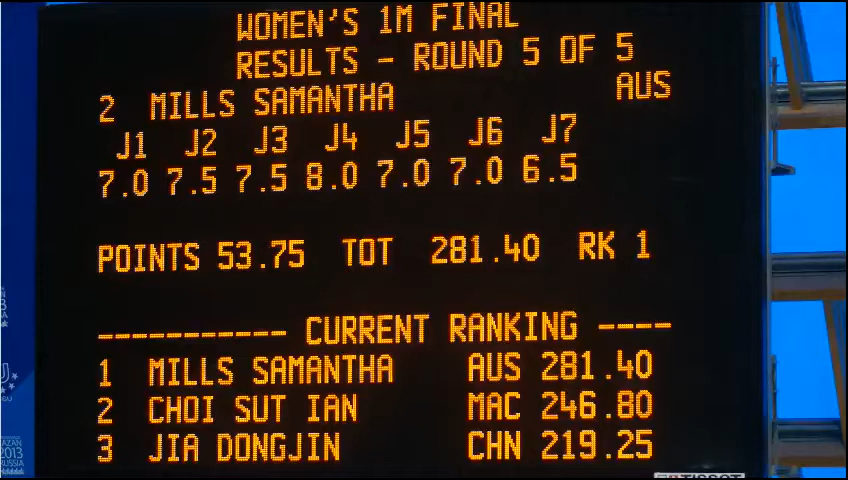 WOMEN'S 1M FINAL
RESULTS - ROUND 5 OF 5
2 MILLS SAMANTHA AUS
J1 J2 J3 J4 J5 J6 J7
7.0 7.5 7.5 8.0 7.0 7.0 6.5
POINTS 53.75 TOT 281.40 RK 1
----------- CURRENT RANKING ----
1 MILLS SAMANTHA AUS 281.40
2 CHOI SUT IAN MAC 246.80
3 JIA DONGJIN CHN 219.25
2013
RUSSIA
TISSOT